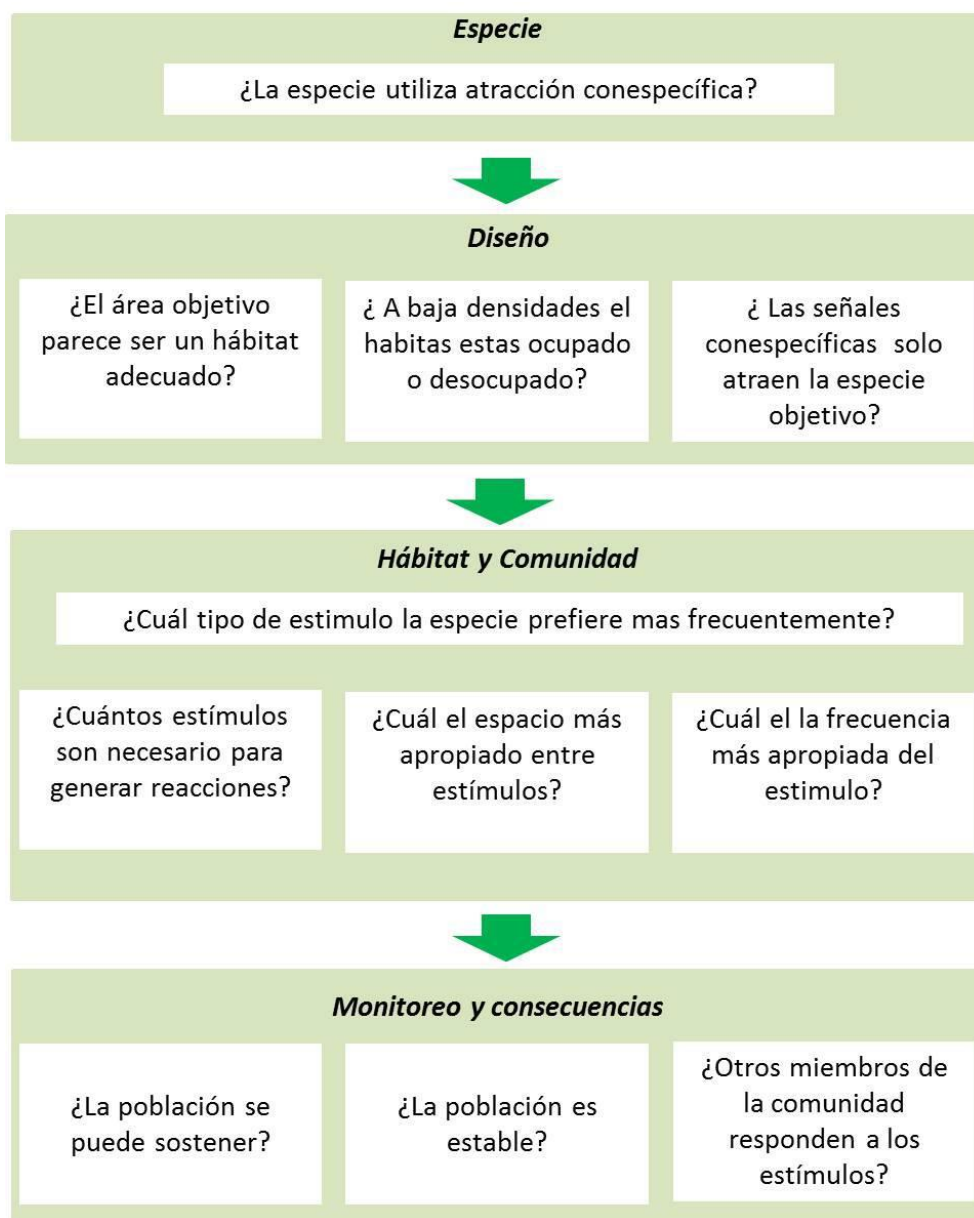 Especie
¿La especie utiliza atracción conespecífica?
Diseño
¿El área objetivo
parece ser un hábitat
adecuado?
¿ A baja densidades el
habitas estas ocupado
o desocupado?
¿ Las señales
conespecíficas solo
atraen la especie
objetivo?
Hábitat y Comunidad
¿Cuál tipo de estimulo la especie prefiere mas frecuentemente?
¿Cuántos estímulos
son necesario para
generar reacciones?
¿Cuál el espacio más
apropiado entre
estímulos?
¿Cuál el la frecuencia
más apropiada del
estimulo?
Monitoreo y consecuencias
¿La población se
puede sostener?
¿La población es
estable?
¿Otros miembros de
la comunidad
responden a los
estímulos?